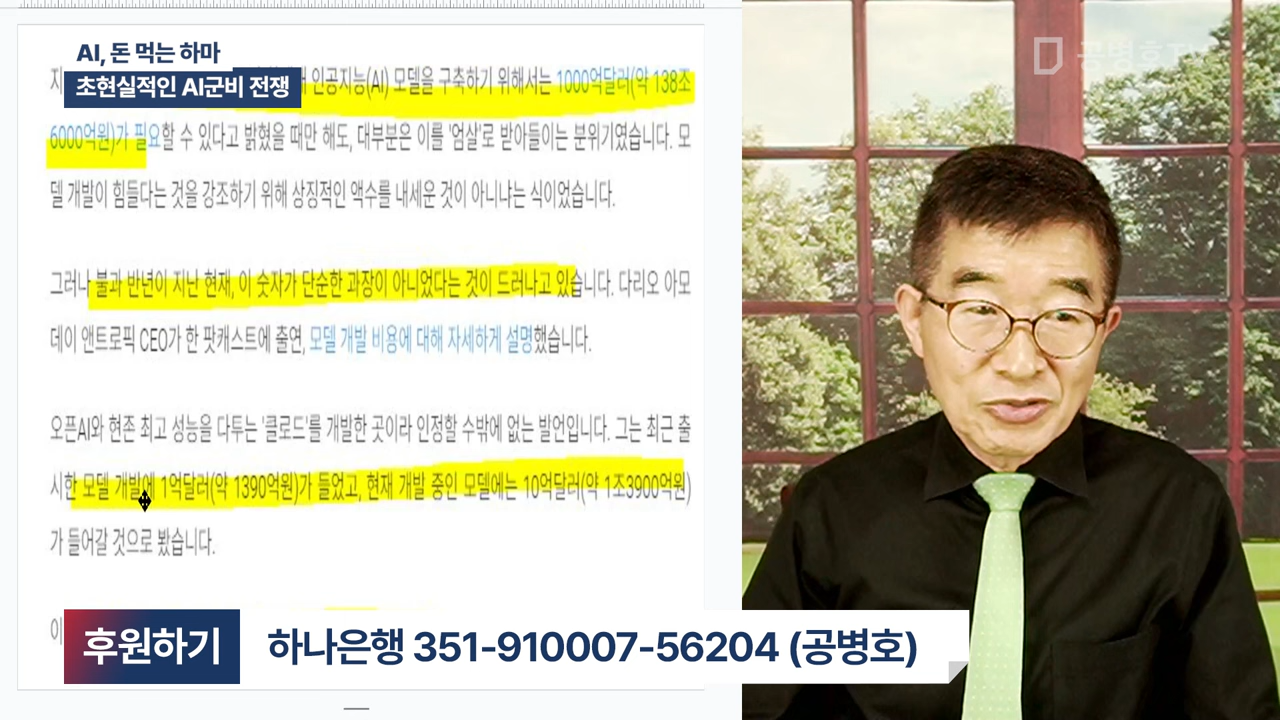 AI, 돈 먹는 하마
초현실적인 AI군비 전쟁
공병호TV
지 인공지능(AI) 모델을 구축하기 위해서는 1000억달러(약 138조
6000억원)가 필요할 수 있다고 밝혔을 때만 해도, 대부분은 이를 '엄살'로 받아들이는 분위기였습니다. 모
델 개발이 힘들다는 것을 강조하기 위해 상징적인 액수를 내세운 것이 아니냐는 식이었습니다.
그러나 불과 반년이 지난 현재, 이 숫자가 단순한 과장이 아니었다는 것이 드러나고 있습니다. 다리오 아모
데이 앤트로픽 CEO가 한 팟캐스트에 출연, 모델 개발 비용에 대해 자세하게 설명했습니다.
오픈AI와 현존 최고 성능을 다투는 '클로드'를 개발한 곳이라 인정할 수밖에 없는 발언입니다. 그는 최근 출
시한 모델 개발에 1억달러(약 1390억원)가 들었고, 현재 개발 중인 모델에는 10억달러(약 1조3900억원)
가 들어갈 것으로 봤습니다.
후원하기 하나은행 351-910007-56204 (공병호)